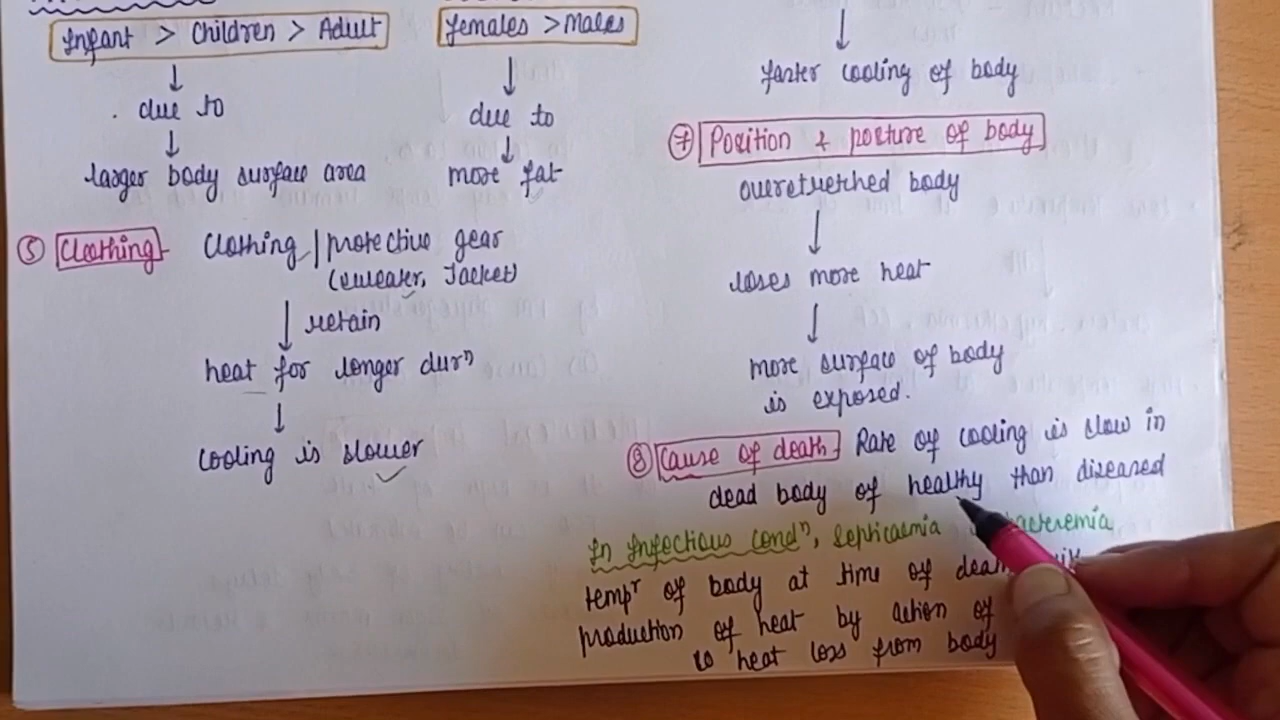 Infant > Children > Adult
↓
due to
↓
larger body surface area
females > Males
↓
due to
↓
more fat
⑤ Clothing Clothing / protective gear
(sweater, Jacket)
↓ retain
heat for longer durⁿ
↓
cooling is slower
↓
faster cooling of body
⑦ Position & posture of body
overstretched body
↓
loses more heat
↓
more surface of body
is exposed.
⑧ Cause of death Rate of cooling is slow in
dead body of healthy than diseased
In Infectious condⁿ, Septicaemia bacteremia
tempʳ of body at time of death
production of heat by action of
to heat loss from body